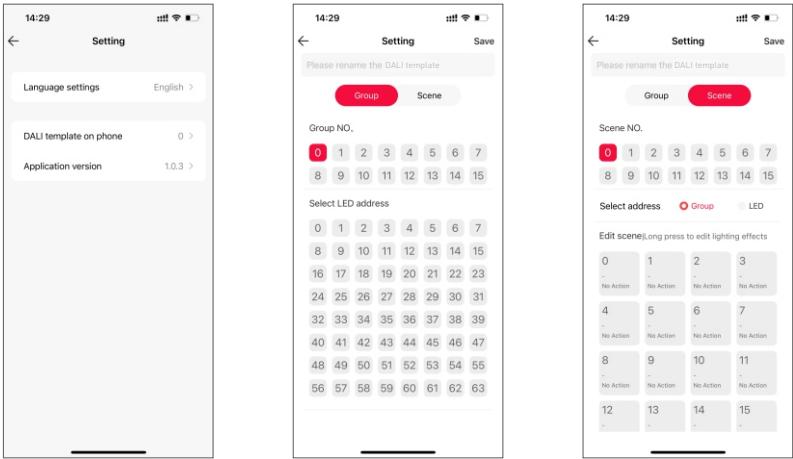 14:29
Setting
Language settings English >
DALI template on phone 0 >
Application version 1.0.3 >
14:29
Setting Save
Please rename the DALI template
Group Scene
Group NO,
0 1 2 3 4 5 6 7
8 9 10 11 12 13 14 15
Select LED address
0 1 2 3 4 5 6 7
8 9 10 11 12 13 14 15
16 17 18 19 20 21 22 23
24 25 26 27 28 29 30 31
32 33 34 35 36 37 38 39
40 41 42 43 44 45 46 47
48 49 50 51 52 53 54 55
56 57 58 59 60 61 62 63
14:29
Setting Save
Please rename the DALI template
Group Scene
Scene NO.
0 1 2 3 4 5 6 7
8 9 10 11 12 13 14 15
Select address Group LED
Edit scene|Long press to edit lighting effects
0 1 2 3
- - - -
No Action No Action No Action No Action
4 5 6 7
- - - -
No Action No Action No Action No Action
8 9 10 11
- - - -
No Action No Action No Action No Action
12 13 14 15
- - - -